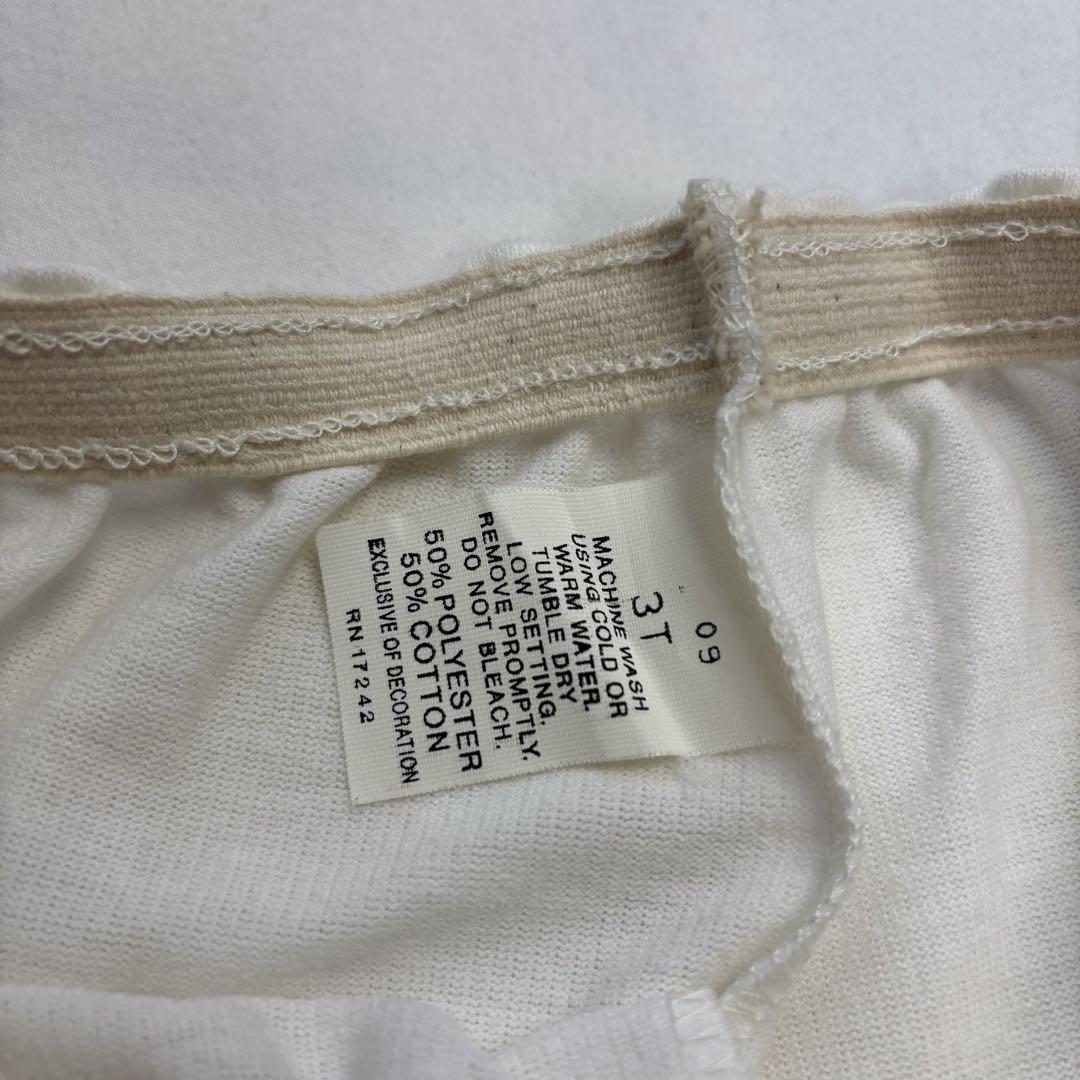 09
3T
MACHINE WASH
USING COLD OR
WARM WATER.
TUMBLE DRY
LOW SETTING.
REMOVE PROMPTLY.
DO NOT BLEACH.
50% POLYESTER
50% COTTON
EXCLUSIVE OF DECORATION
RN 17242